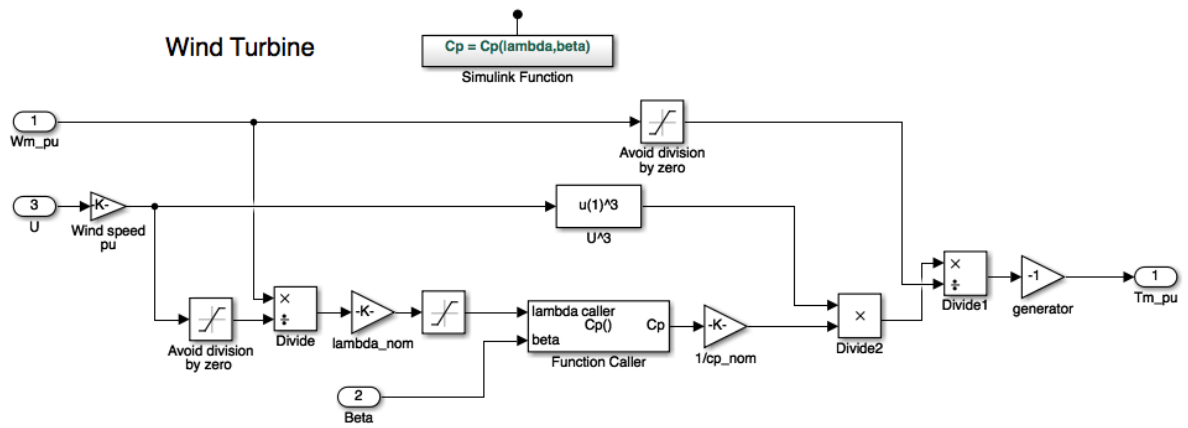 Cp = Cp(lambda,beta)
Wind Turbine
Simulink Function
1
Wm_pu
Avoid division
by zero
3
U
-K-
Wind speed
pu
u(1)^3
U^3
×
÷
Divide1
-1
generator
1
Tm_pu
Avoid division
by zero
×
÷
Divide
-K-
lambda_nom
lambda caller
Cp()
Cp
beta
Function Caller
-K-
1/cp_nom
×
Divide2
2
Beta